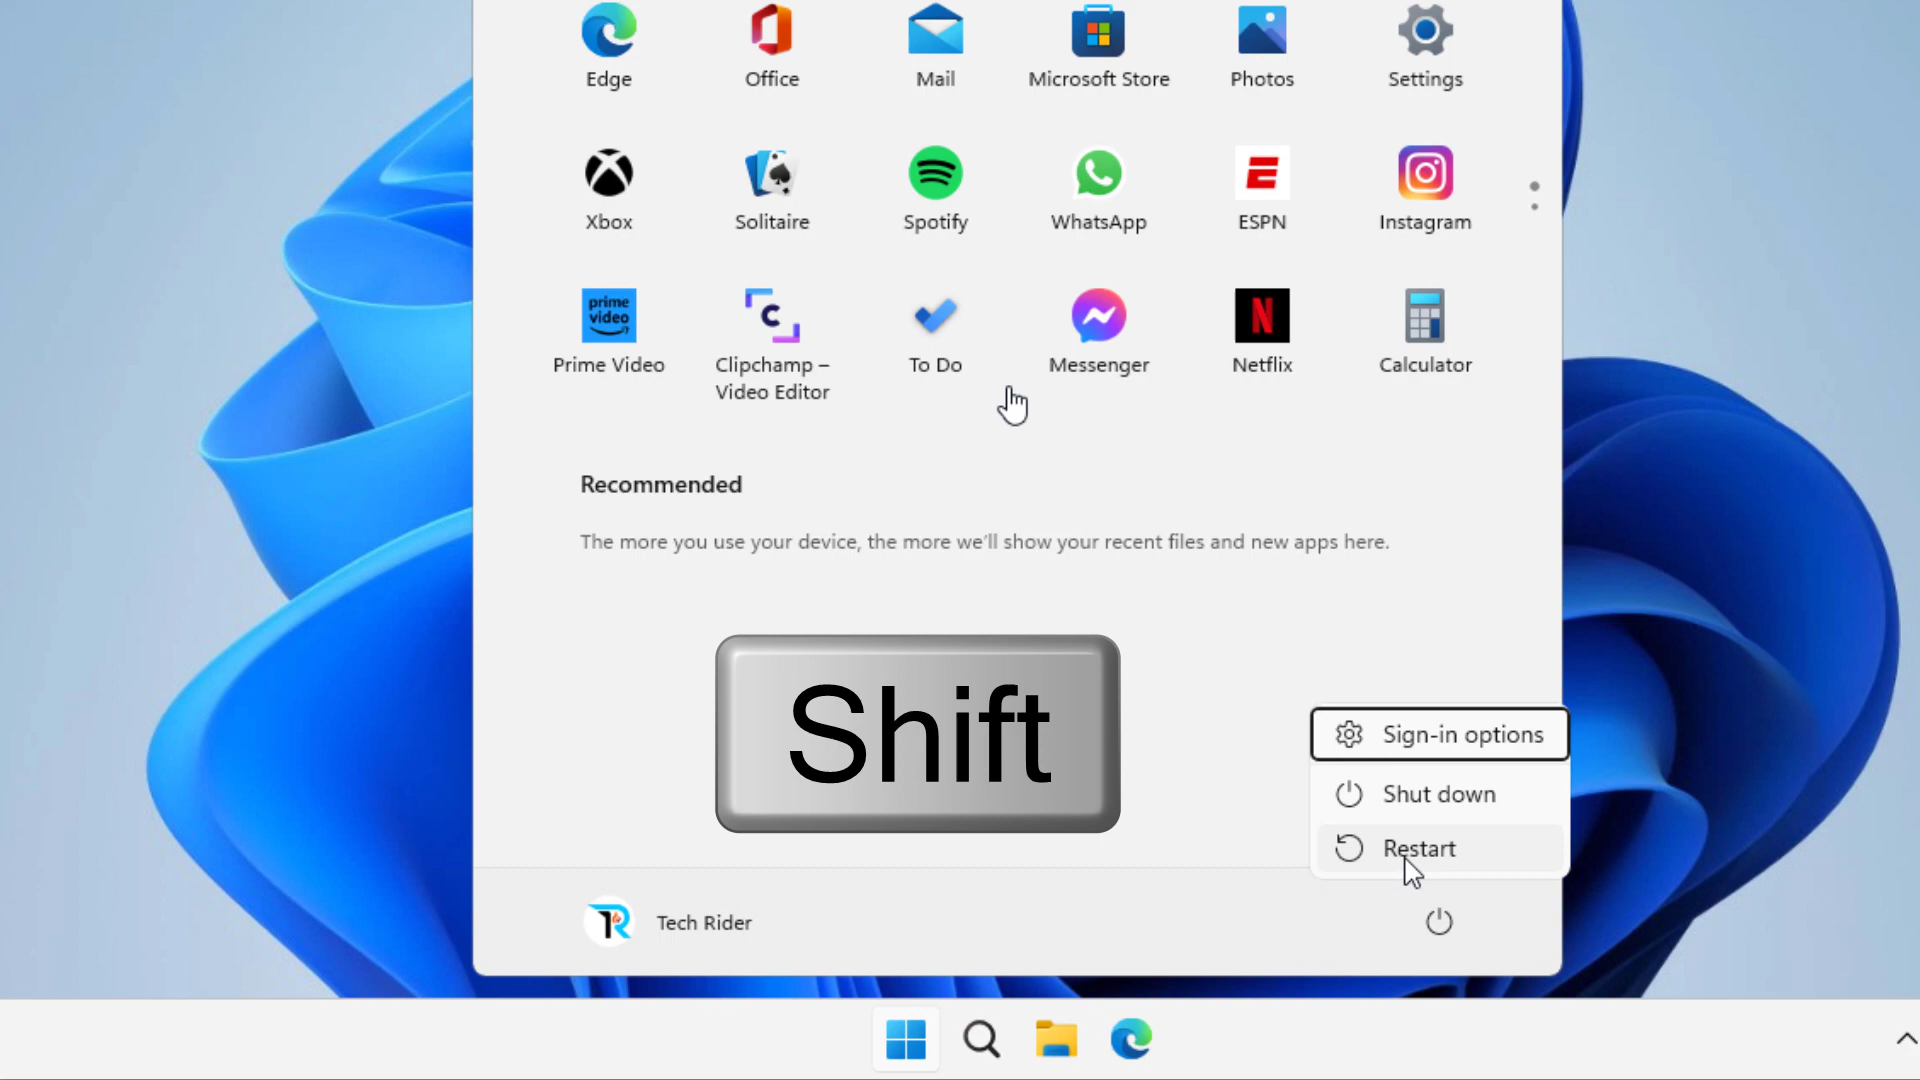 Edge
Office
Mail
Microsoft Store
Photos
Settings
Xbox
Solitaire
Spotify
WhatsApp
E
ESPN
Instagram
prime
video
Prime Video
C
Clipchamp –
Video Editor
To Do
Messenger
N
Netflix
Calculator
Recommended
The more you use your device, the more we'll show your recent files and new apps here.
Shift
Sign-in options
Shut down
Restart
TR
Tech Rider